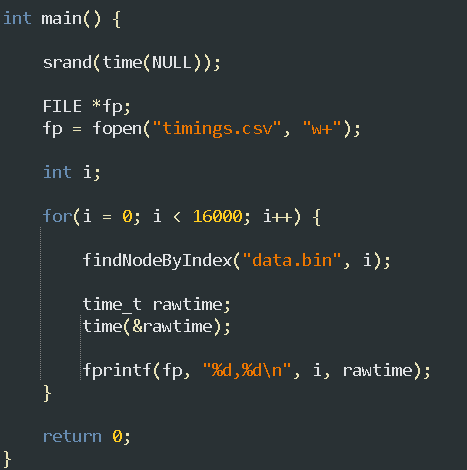 int main() {
srand(time(NULL));
FILE *fp;
fp = fopen("timings.csv", "w+");
int i;
for(i = 0; i < 16000; i++) {
findNodeByIndex("data.bin", i);
time_t rawtime;
time(&rawtime);
fprintf(fp, "%d,%d\n", i, rawtime);
}
return 0;
}